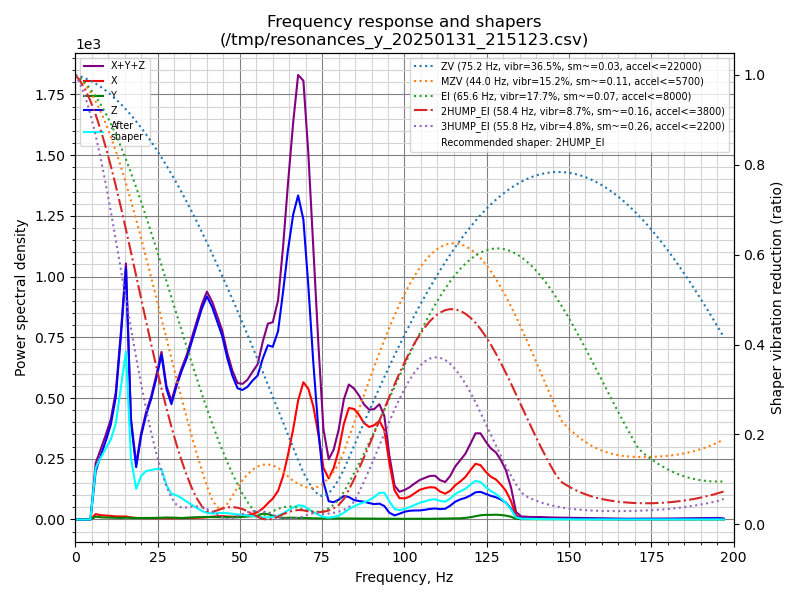 Frequency response and shapers
(/tmp/resonances_y_20250131_215123.csv)
1e3
X+Y+Z
X
Y
Z
After
shaper
ZV (75.2 Hz, vibr=36.5%, sm~=0.03, accel<=22000)
MZV (44.0 Hz, vibr=15.2%, sm~=0.11, accel<=5700)
EI (65.6 Hz, vibr=17.7%, sm~=0.07, accel<=8000)
2HUMP_EI (58.4 Hz, vibr=8.7%, sm~=0.16, accel<=3800)
3HUMP_EI (55.8 Hz, vibr=4.8%, sm~=0.26, accel<=2200)
Recommended shaper: 2HUMP_EI
Power spectral density
1.75
1.50
1.25
1.00
0.75
0.50
0.25
0.00
1.0
0.8
0.6
0.4
0.2
0.0
Shaper vibration reduction (ratio)
0 25 50 75 100 125 150 175 200
Frequency, Hz